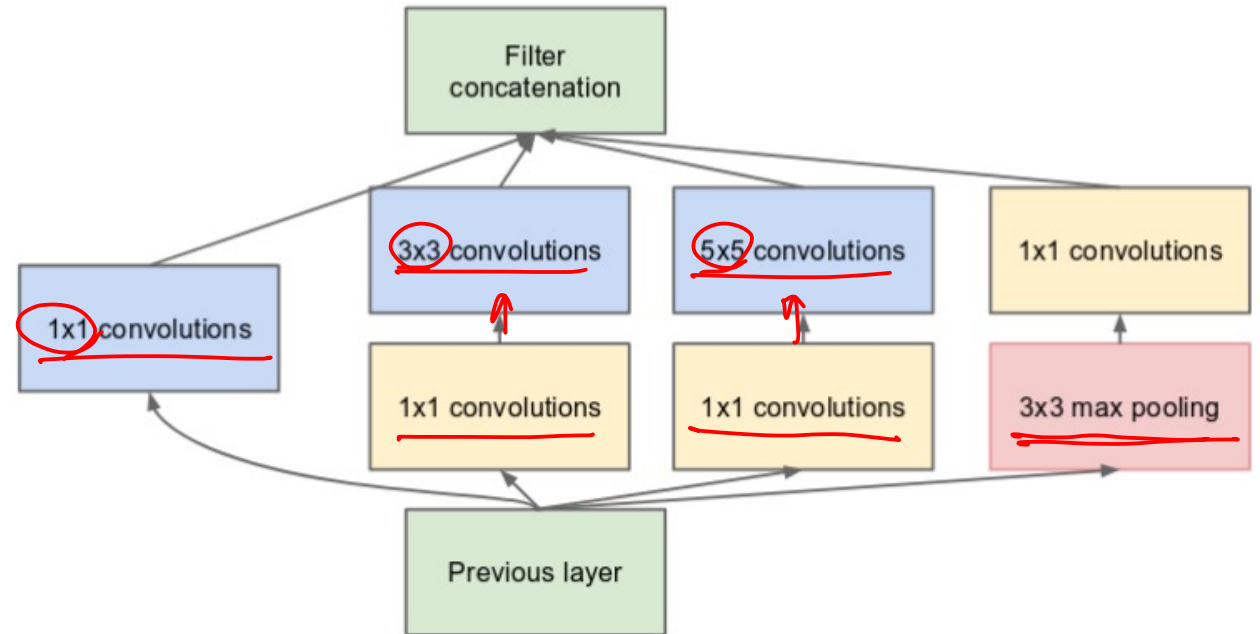 Filter
concatenation
3x3 convolutions
5x5 convolutions
1x1 convolutions
1x1 convolutions
1x1 convolutions
1x1 convolutions
3x3 max pooling
Previous layer